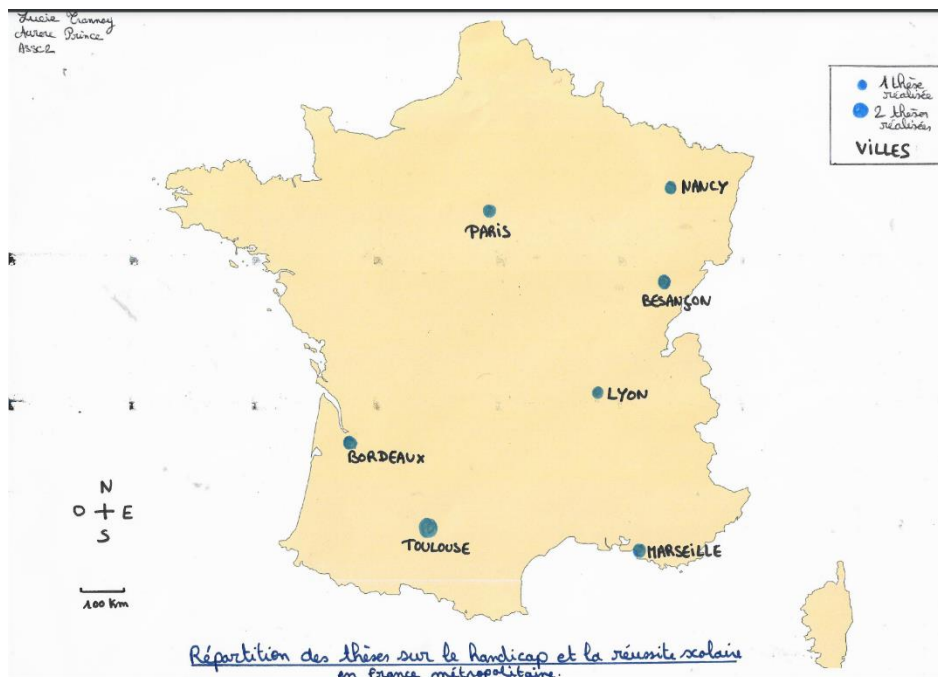 Lucie Tranney
Aurore Prince
ASSC2
1 thèse
réalisée
2 thèses
réalisées
VILLES
NANCY
PARIS
BESANÇON
LYON
BORDEAUX
TOULOUSE
MARSEILLE
N
O E
S
100 Km
Répartition des thèses sur le handicap et la réussite scolaire
en France métropolitaine.